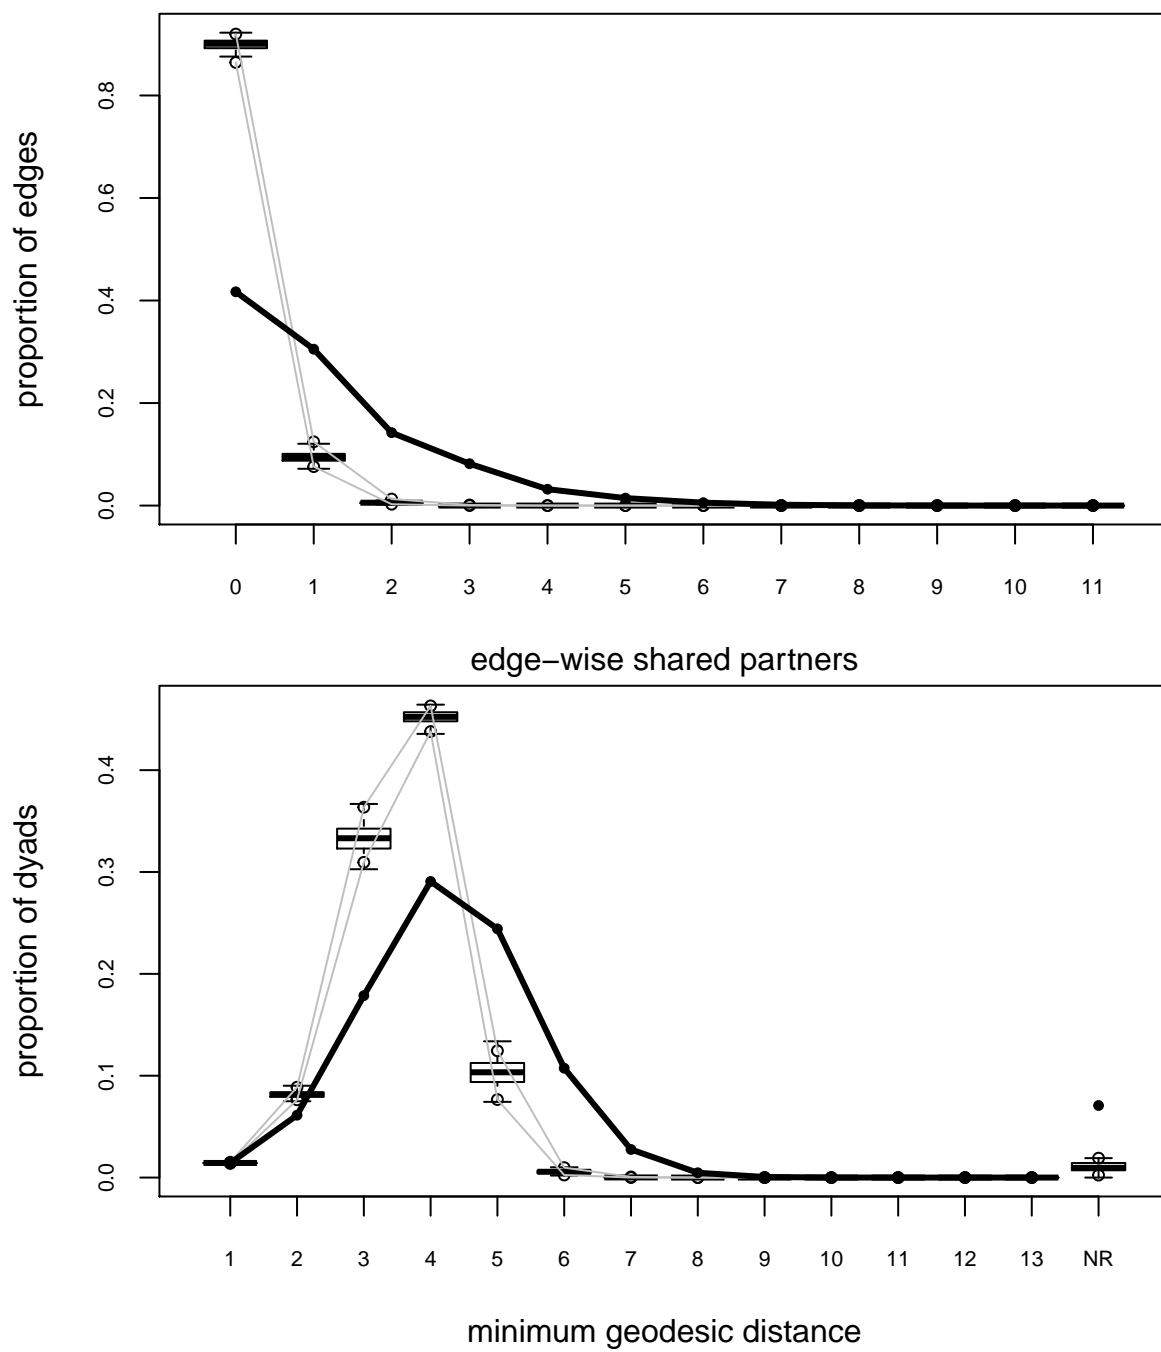 proportion of edges
0.8
0.6
0.4
0.2
0.0
0 1 2 3 4 5 6 7 8 9 10 11
edge−wise shared partners
proportion of dyads
0.4
0.3
0.2
0.1
0.0
1 2 3 4 5 6 7 8 9 10 11 12 13 NR
minimum geodesic distance